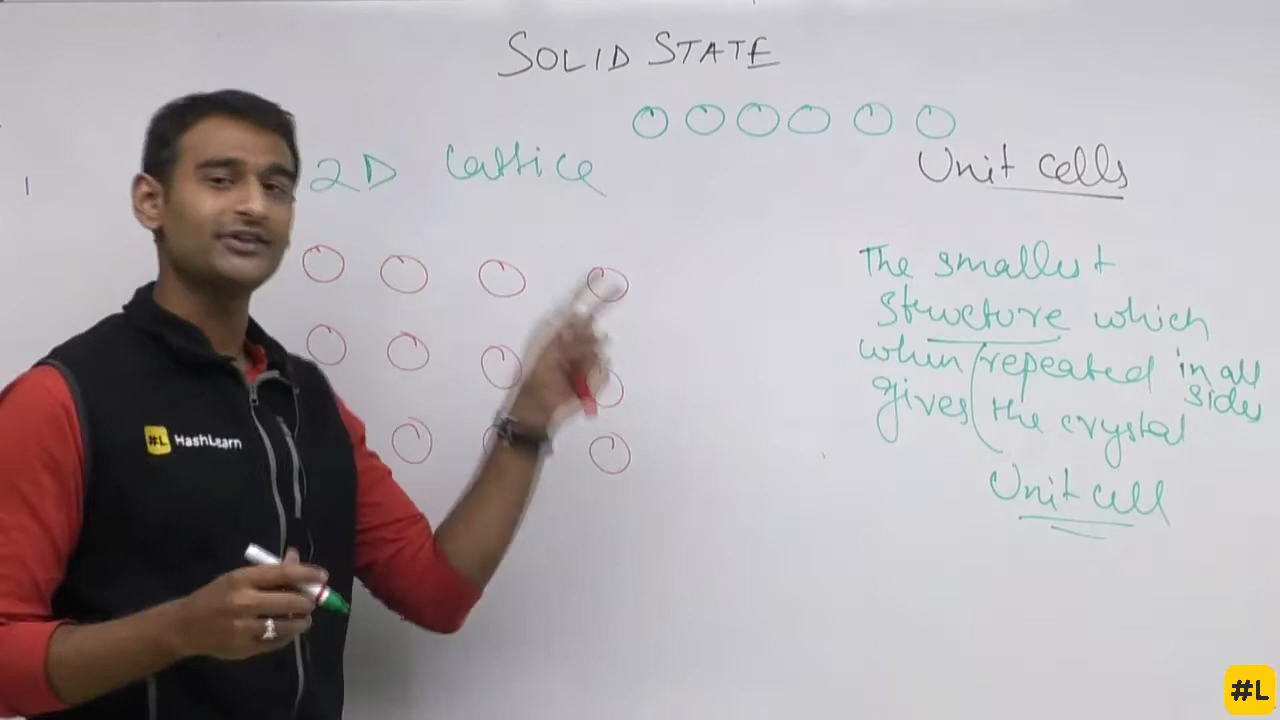 SOLID STATE
2D Lattice
Unit cells
The smallest
structure which
when repeated in all
sides
gives the crystal
Unit cell
#L HashLearn
#L